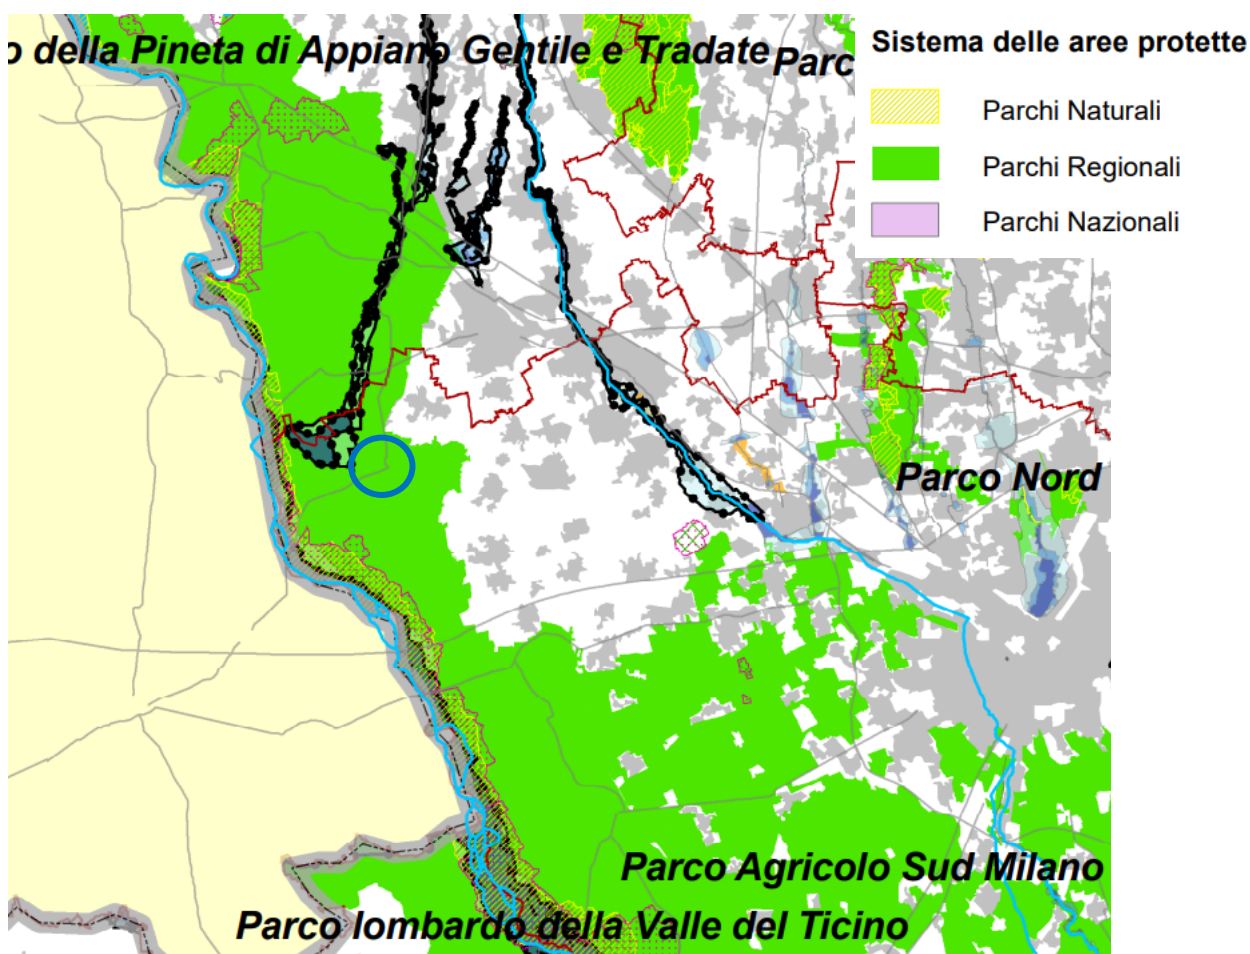 o della Pineta di Appiano Gentile e Tradate
Parc
Sistema delle aree protette
Parchi Naturali
Parchi Regionali
Parchi Nazionali
Parco Nord
Parco Agricolo Sud Milano
Parco lombardo della Valle del Ticino